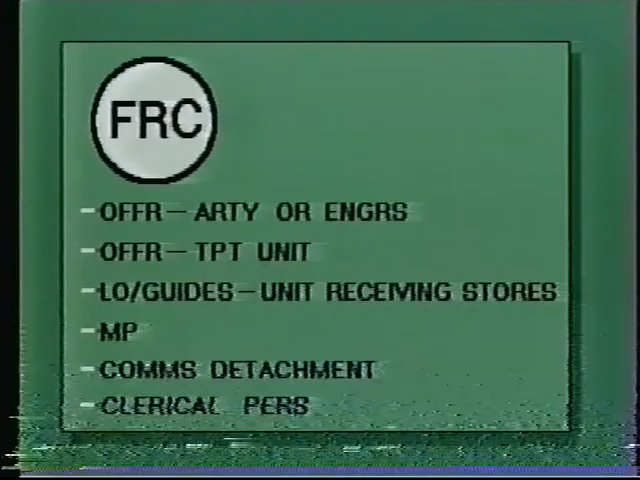 FRC
-OFFR - ARTY OR ENGRS
-OFFR - TPT UNIT
-LO/GUIDES - UNIT RECEIVING STORES
-MP
-COMMS DETACHMENT
-CLERICAL PERS